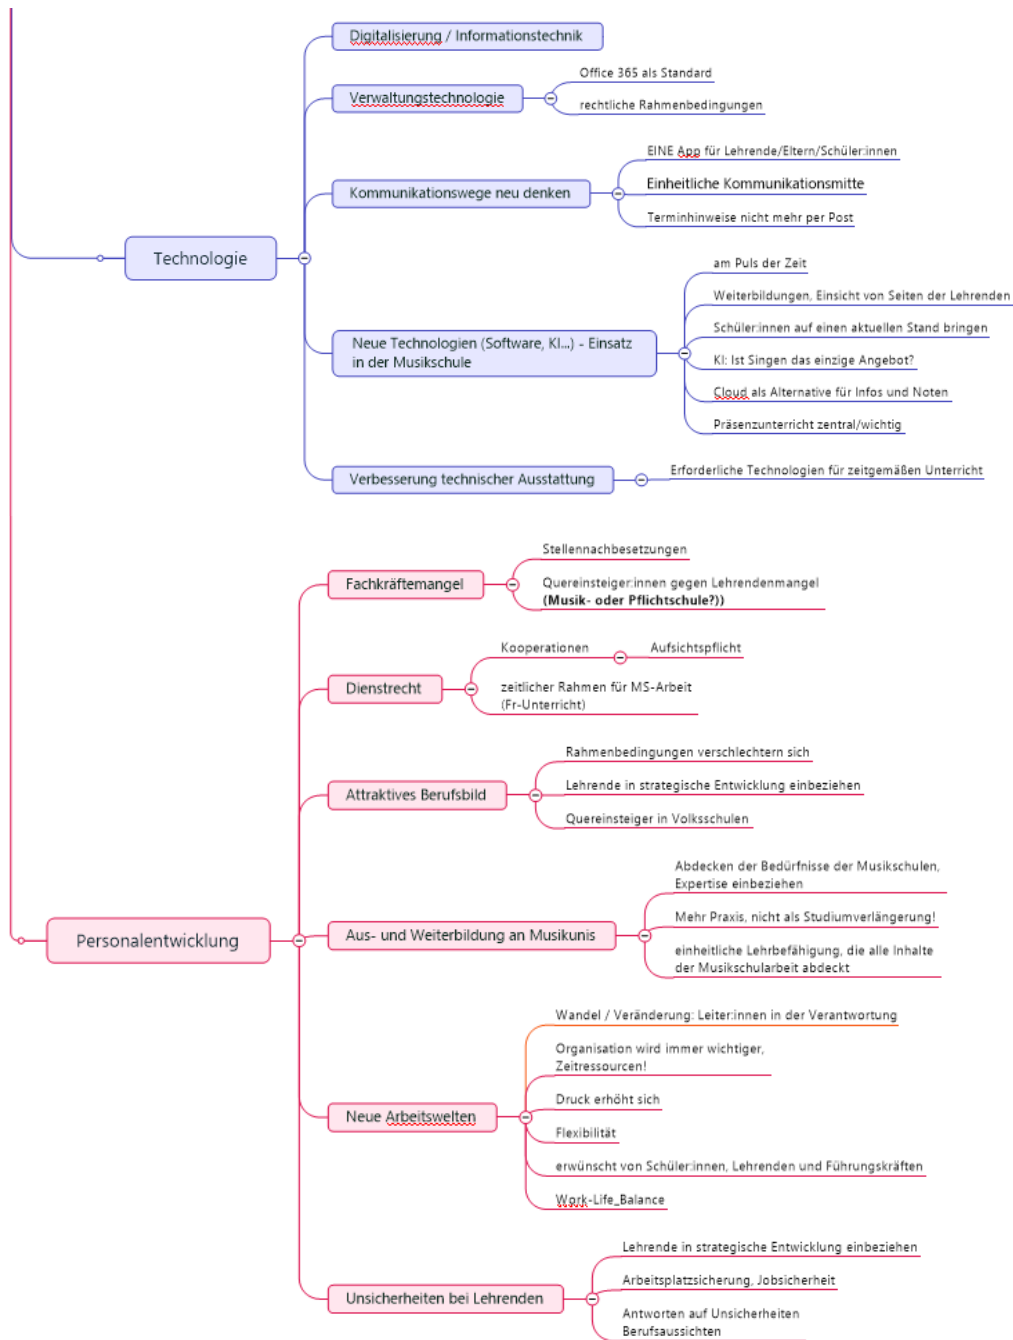 Digitalisierung / Informationstechnik
Verwaltungstechnologie
Office 365 als Standard
rechtliche Rahmenbedingungen
Kommunikationswege neu denken
EINE App für Lehrende/Eltern/Schüler:innen
Einheitliche Kommunikationsmitte
Terminhinweise nicht mehr per Post
Technologie
Neue Technologien (Software, KI...) - Einsatz
in der Musikschule
am Puls der Zeit
Weiterbildungen, Einsicht von Seiten der Lehrenden
Schüler:innen auf einen aktuellen Stand bringen
KI: Ist Singen das einzige Angebot?
Cloud als Alternative für Infos und Noten
Präsenzunterricht zentral/wichtig
Verbesserung technischer Ausstattung
Erforderliche Technologien für zeitgemäßen Unterricht
Fachkräftemangel
Stellennachbesetzungen
Quereinsteiger:innen gegen Lehrendenmangel
(Musik- oder Pflichtschule?))
Dienstrecht
Kooperationen
Aufsichtspflicht
zeitlicher Rahmen für MS-Arbeit
(Fr-Unterricht)
Attraktives Berufsbild
Rahmenbedingungen verschlechtern sich
Lehrende in strategische Entwicklung einbeziehen
Quereinsteiger in Volksschulen
Personalentwicklung
Aus- und Weiterbildung an Musikunis
Abdecken der Bedürfnisse der Musikschulen,
Expertise einbeziehen
Mehr Praxis, nicht als Studiumverlängerung!
einheitliche Lehrbefähigung, die alle Inhalte
der Musikschularbeit abdeckt
Neue Arbeitswelten
Wandel / Veränderung: Leiter:innen in der Verantwortung
Organisation wird immer wichtiger,
Zeitressourcen!
Druck erhöht sich
Flexibilität
erwünscht von Schüler:innen, Lehrenden und Führungskräften
Work-Life_Balance
Unsicherheiten bei Lehrenden
Lehrende in strategische Entwicklung einbeziehen
Arbeitsplatzsicherung, Jobsicherheit
Antworten auf Unsicherheiten
Berufsaussichten